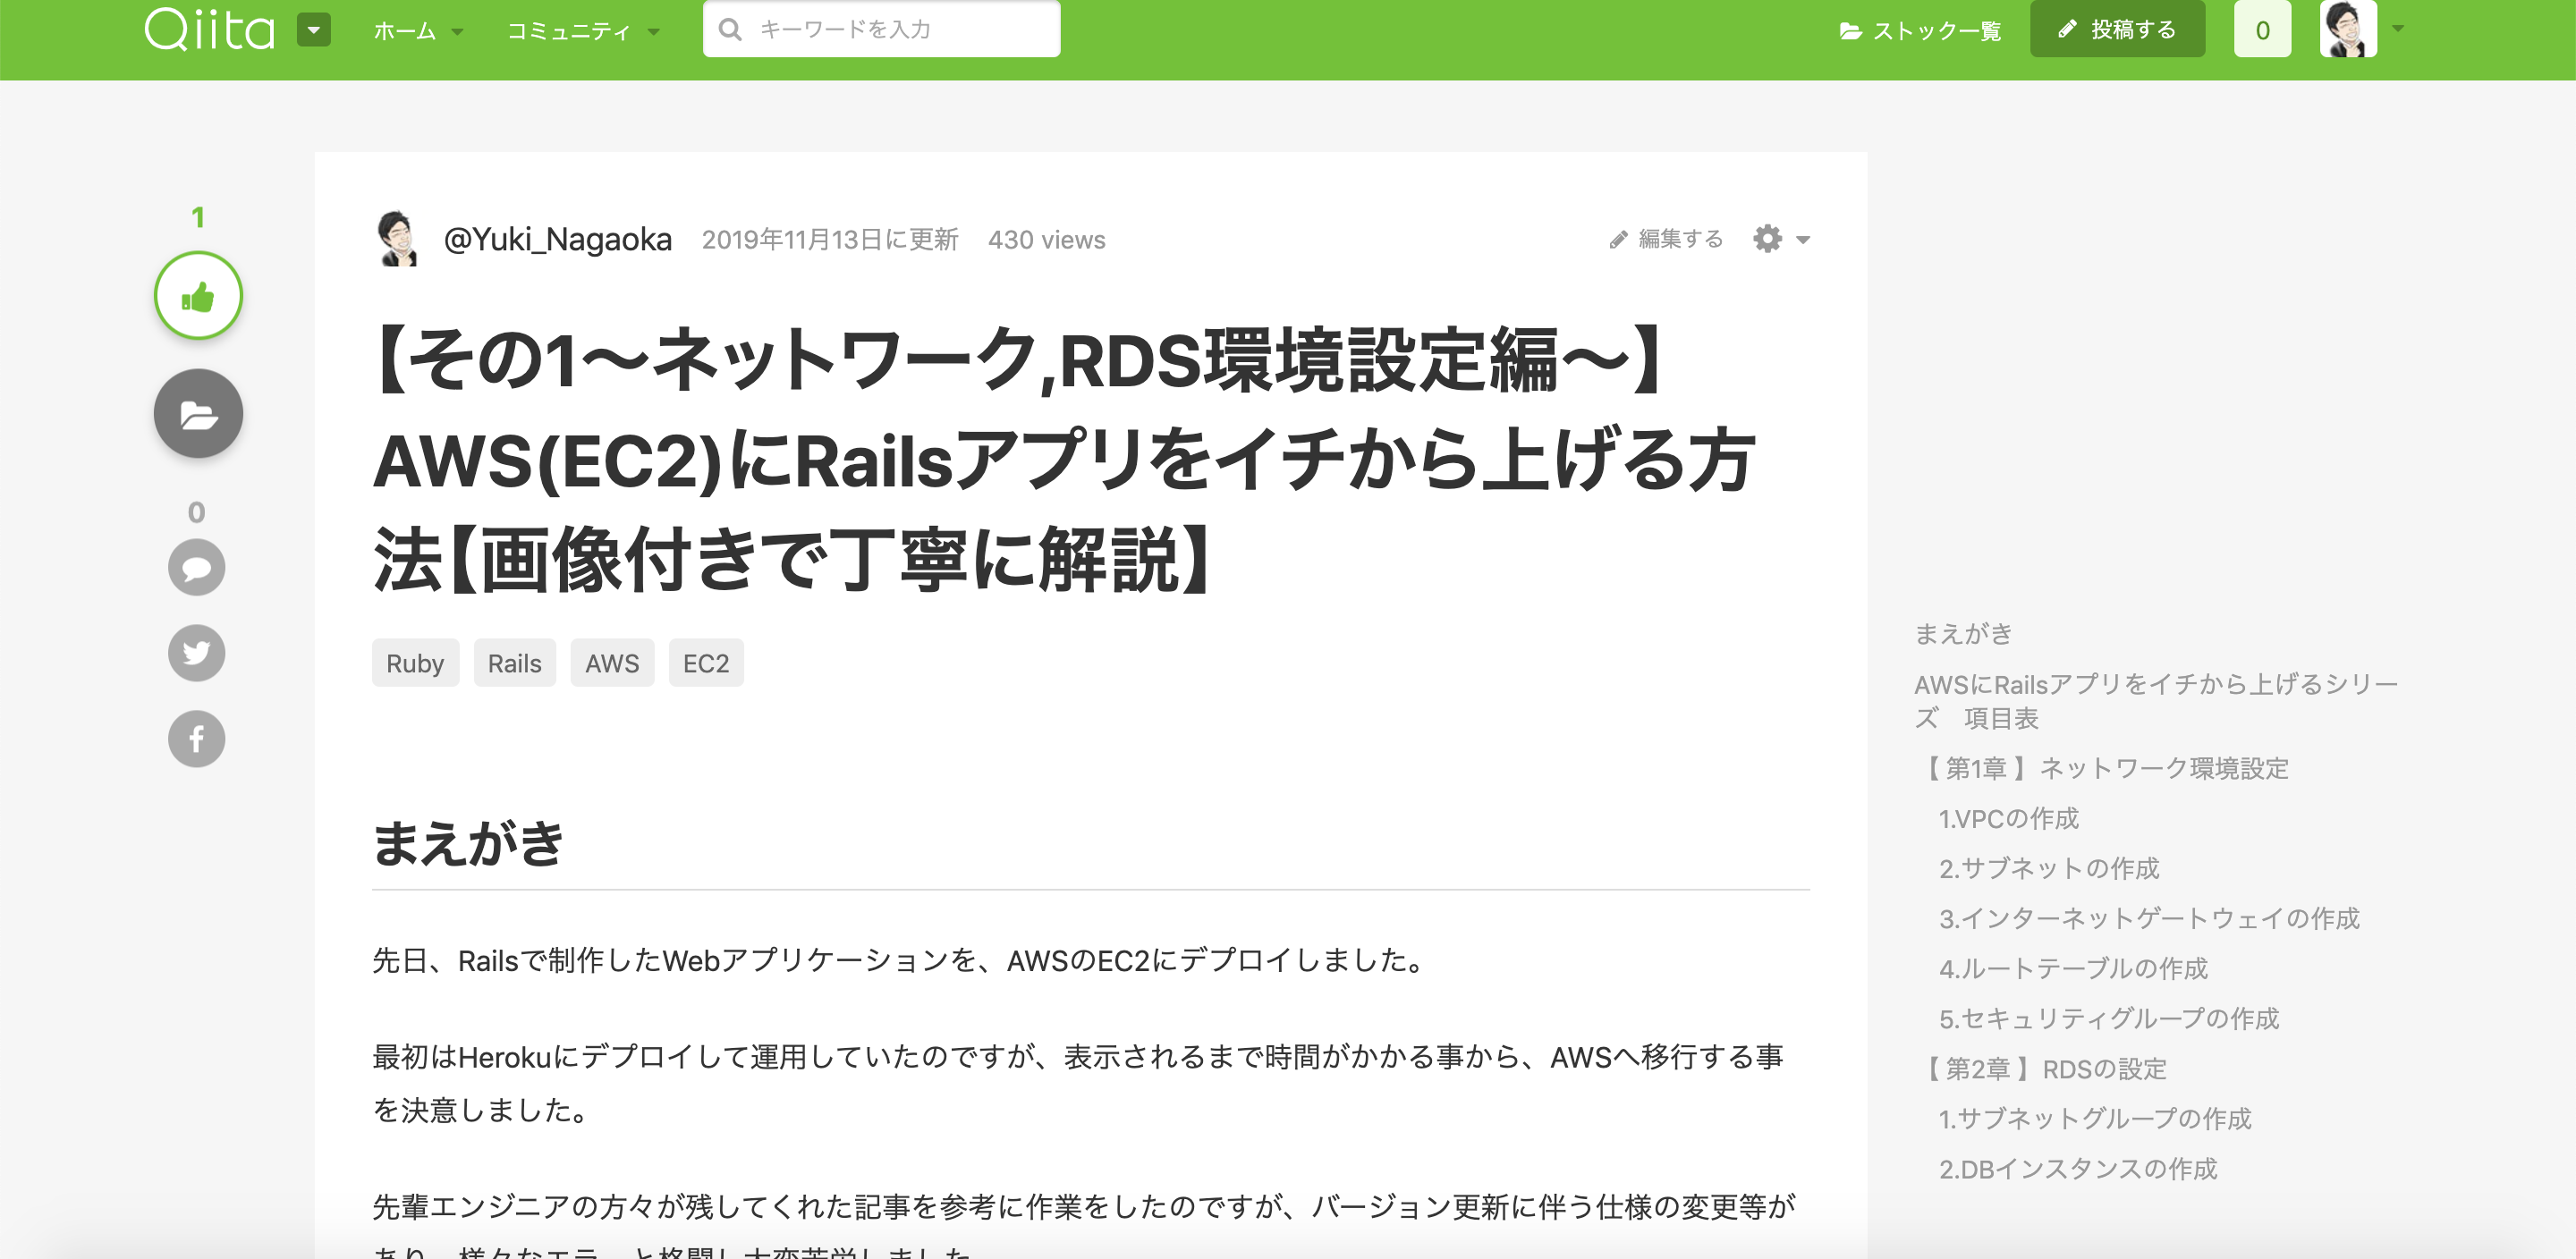 Qiita
ホーム
コミュニティ
キーワードを入力
ストック一覧
投稿する
0
1
0
@Yuki_Nagaoka 2019年11月13日に更新 430 views
編集する
【その1〜ネットワーク,RDS環境設定編〜】
AWS(EC2)にRailsアプリをイチから上げる方
法【画像付きで丁寧に解説】
Ruby Rails AWS EC2
まえがき
先日、Railsで制作したWebアプリケーションを、AWSのEC2にデプロイしました。
最初はHerokuにデプロイして運用していたのですが、表示されるまで時間がかかる事から、AWSへ移行する事
を決意しました。
先輩エンジニアの方々が残してくれた記事を参考に作業をしたのですが、バージョン更新に伴う仕様の変更等が
あり、様々なエラーと格闘し大変苦労しました
まえがき
AWSにRailsアプリをイチから上げるシリー
ズ　項目表
【 第1章 】ネットワーク環境設定
1.VPCの作成
2.サブネットの作成
3.インターネットゲートウェイの作成
4.ルートテーブルの作成
5.セキュリティグループの作成
【 第2章 】RDSの設定
1.サブネットグループの作成
2.DBインスタンスの作成